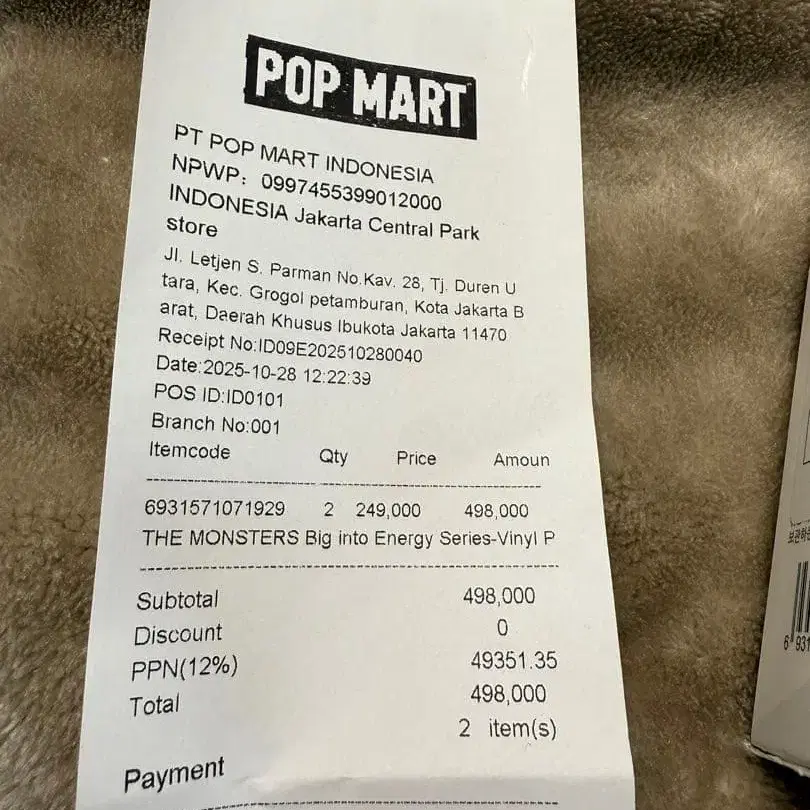 POP MART
PT POP MART INDONESIA
NPWP: 0997455399012000
INDONESIA Jakarta Central Park
store
Jl. Letjen S. Parman No.Kav. 28, Tj. Duren U
tara, Kec. Grogol petamburan, Kota Jakarta B
arat, Daerah Khusus Ibukota Jakarta 11470
Receipt No:ID09E202510280040
Date:2025-10-28 12:22:39
POS ID:ID0101
Branch No:001
Itemcode Qty Price Amoun
6931571071929 2 249,000 498,000
THE MONSTERS Big into Energy Series-Vinyl P
Subtotal 498,000
Discount 0
PPN(12%) 49351.35
Total 498,000
2 item(s)
Payment
6 931